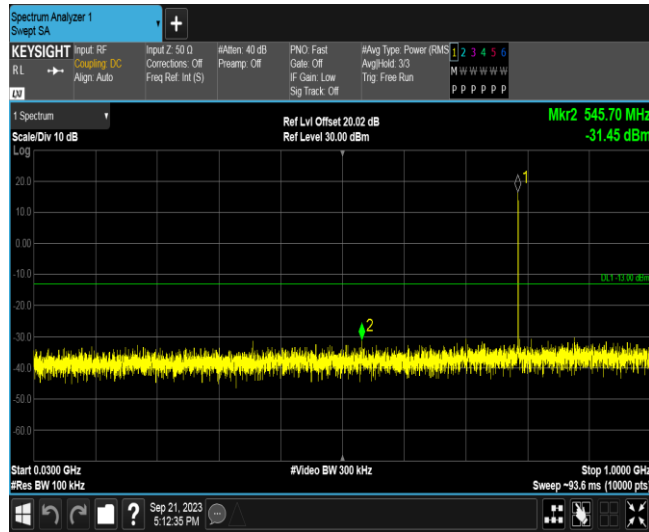 Spectrum Analyzer 1
Swept SA
+
KEYSIGHT
RL
LXI
Input: RF
Coupling: DC
Align: Auto
Input Z: 50 Ω
Corrections: Off
Freq Ref: Int (S)
#Atten: 40 dB
Preamp: Off
PNO: Fast
Gate: Off
IF Gain: Low
Sig Track: Off
#Avg Type: Power (RMS
Avg|Hold: 3/3
Trig: Free Run
1 2 3 4 5 6
M W W W W W
P P P P P P
1 Spectrum
Scale/Div 10 dB
Log
Ref Lvl Offset 20.02 dB
Ref Level 30.00 dBm
Mkr2 545.70 MHz
-31.45 dBm
1
20.0
10.0
0.00
-10.0
DL1 -13.00 dBm
-20.0
2
-30.0
-40.0
-50.0
-60.0
Start 0.0300 GHz
#Res BW 100 kHz
#Video BW 300 kHz
Stop 1.0000 GHz
Sweep ~93.6 ms (10000 pts)
?
Sep 21, 2023
5:12:35 PM